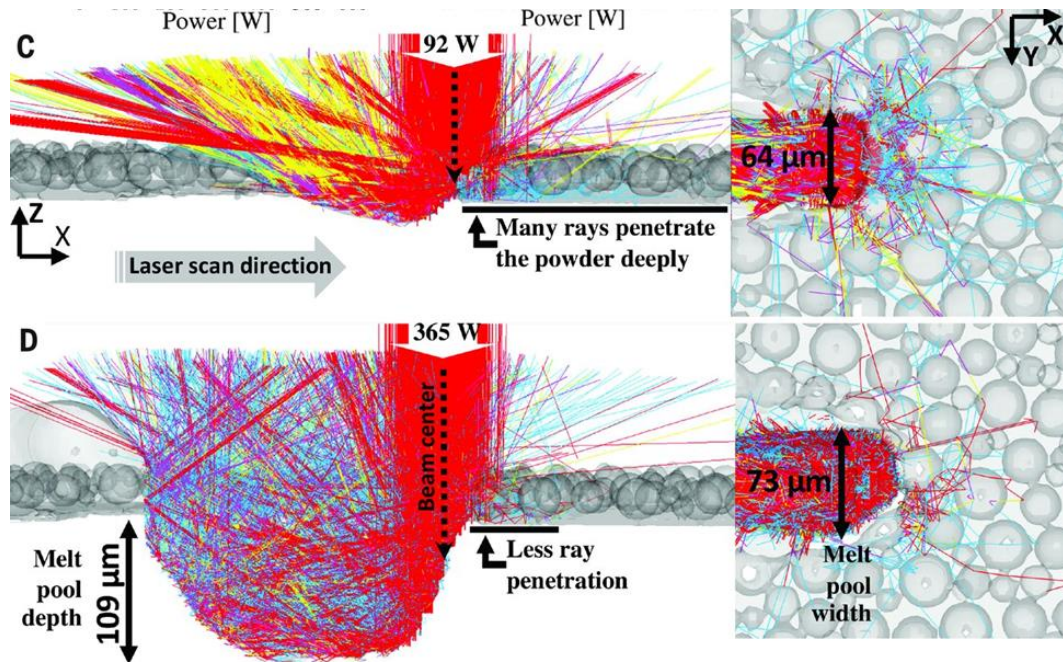 Power [W]
Power [W]
C
92 W
X
Y
64 µm
Z
X
Many rays penetrate
the powder deeply
Laser scan direction
D
365 W
Beam center
73 µm
Melt
pool
depth
109 µm
Less ray
penetration
Melt
pool
width